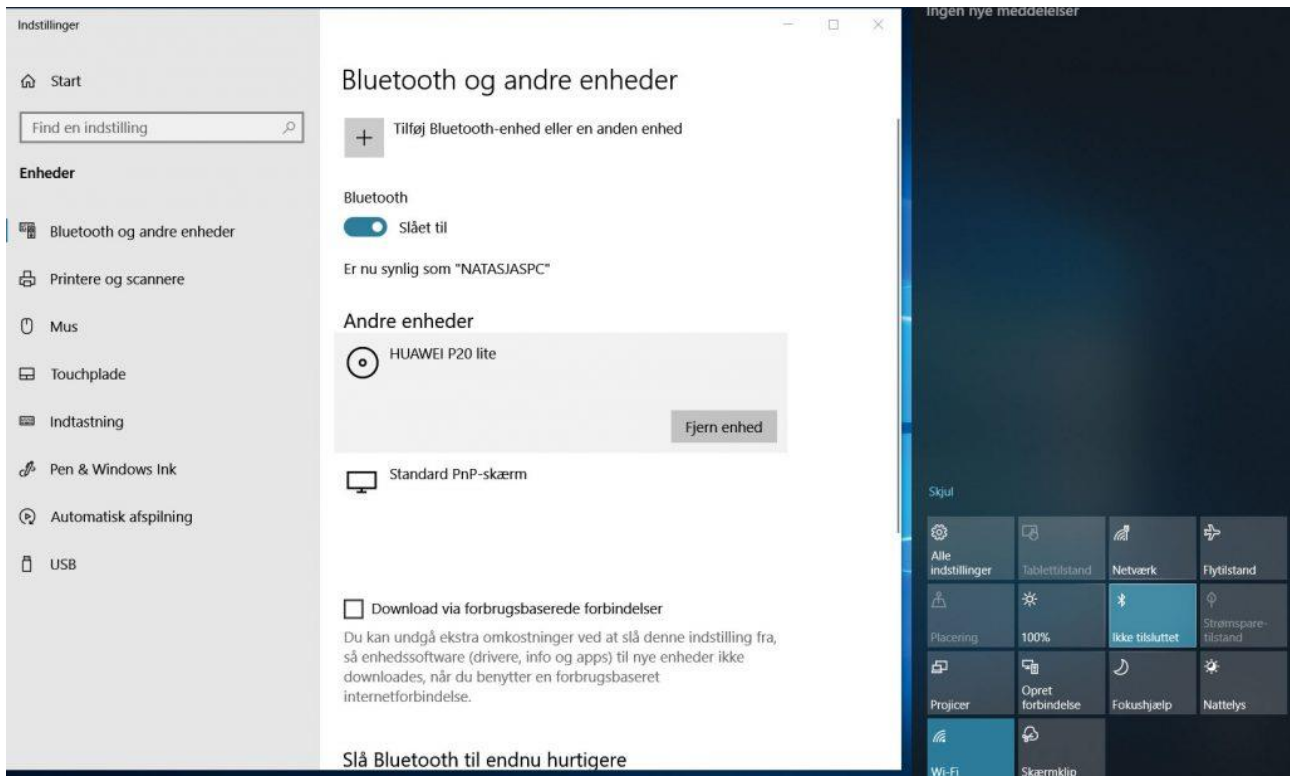 Indstillinger
Start
Find en indstilling
Enheder
Bluetooth og andre enheder
Printere og scannere
Mus
Touchplade
Indtastning
Pen & Windows Ink
Automatisk afspilning
USB
Bluetooth og andre enheder
Tilføj Bluetooth-enhed eller en anden enhed
Bluetooth
Slået til
Er nu synlig som "NATASJASPC"
Andre enheder
HUAWEI P20 lite
Fjern enhed
Standard PnP-skærm
Download via forbrugsbaserede forbindelser
Du kan undgå ekstra omkostninger ved at slå denne indstilling fra,
så enhedssoftware (drivere, info og apps) til nye enheder ikke
downloades, når du benytter en forbrugsbaseret
internetforbindelse.
Slå Bluetooth til endnu hurtigere
Ingen nye meddelelser
Skjul
Alle
indstillinger
Tablettilstand
Netværk
Flytilstand
Placering
100%
Ikke tilsluttet
Strømspare-
tilstand
Projicer
Opret
forbindelse
Fokushjælp
Nattelys
Wi-Fi
Skærmklip